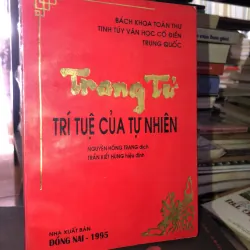 BÁCH KHOA TOÀN THƯ
TINH TÚY VĂN HỌC CỔ ĐIỂN
TRUNG QUỐC
Trang Tử
TRÍ TUỆ CỦA TỰ NHIÊN
NGUYỄN HỒNG TRANG dịch
TRẦN KIẾT HÙNG hiệu đính
NHÀ XUẤT BẢN
ĐỒNG NAI - 1995